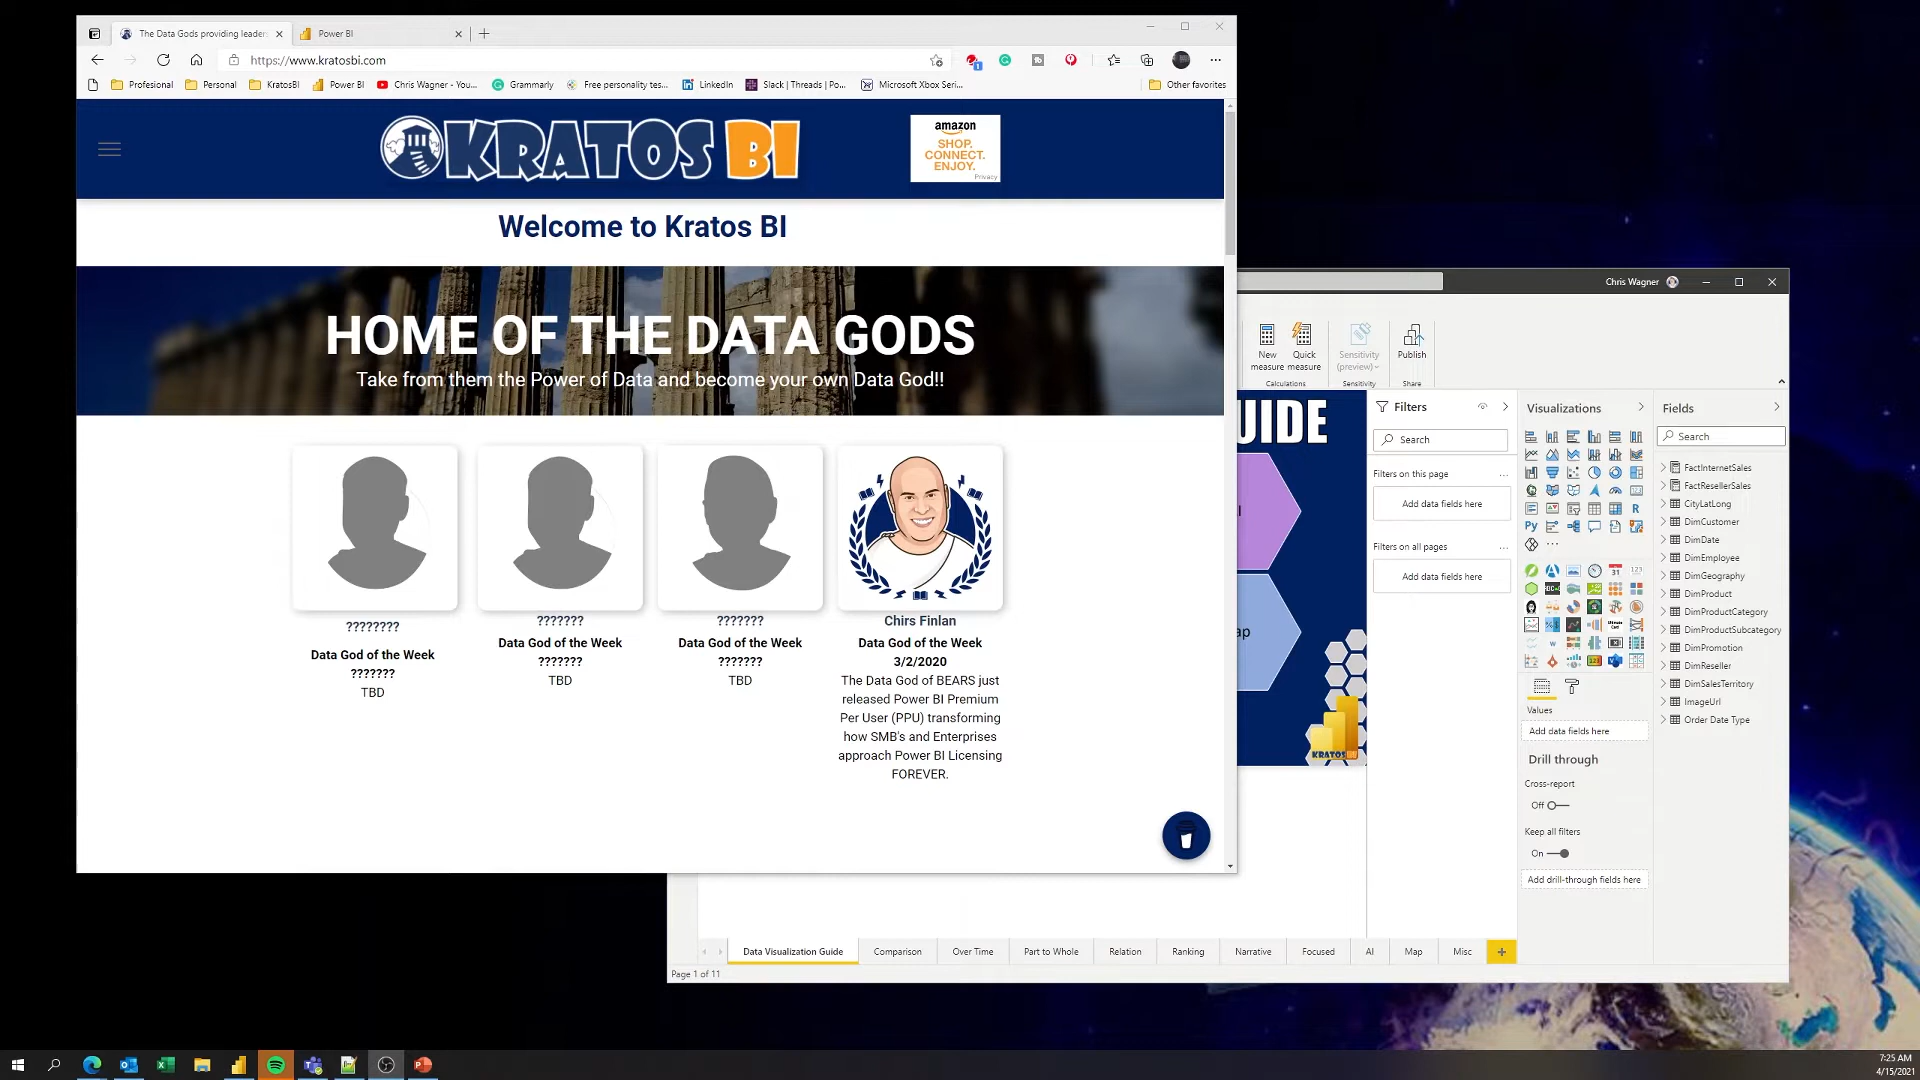 The Data Gods providing leader
Power BI
https://www.kratosbi.com
Profesional
Personal
KratosBI
Power BI
Chris Wagner - You...
Grammarly
Free personality tes...
LinkedIn
Slack | Threads | Po...
Microsoft Xbox Seri...
Other favorites
KRATOS BI
amazon
SHOP.
CONNECT.
ENJOY.
Privacy
Welcome to Kratos BI
HOME OF THE DATA GODS
Take from them the Power of Data and become your own Data God!!
????????
Data God of the Week
???????
TBD
???????
Data God of the Week
???????
TBD
???????
Data God of the Week
???????
TBD
Chirs Finlan
Data God of the Week
3/2/2020
The Data God of BEARS just
released Power BI Premium
Per User (PPU) transforming
how SMB's and Enterprises
approach Power BI Licensing
FOREVER.
Chris Wagner
New
measure
Quick
measure
Calculations
Sensitivity
(preview)
Sensitivity
Publish
Share
UIDE
ap
KRATOSBI
Filters
Search
Filters on this page
Add data fields here
Filters on all pages
Add data fields here
Visualizations
Values
Add data fields here
Drill through
Cross-report
Off
Keep all filters
On
Add drill-through fields here
Fields
Search
FactInternetSales
FactResellerSales
CityLatLong
DimCustomer
DimDate
DimEmployee
DimGeography
DimProduct
DimProductCategory
DimProductSubcategory
DimPromotion
DimReseller
DimSalesTerritory
ImageUrl
Order Date Type
Data Visualization Guide
Comparison
Over Time
Part to Whole
Relation
Ranking
Narrative
Focused
AI
Map
Misc
Page 1 of 11
7:25 AM
4/15/2021